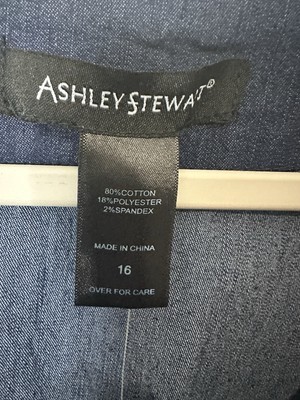 ASHLEY STEWART®
80%COTTON
18%POLYESTER
2%SPANDEX
MADE IN CHINA
16
OVER FOR CARE